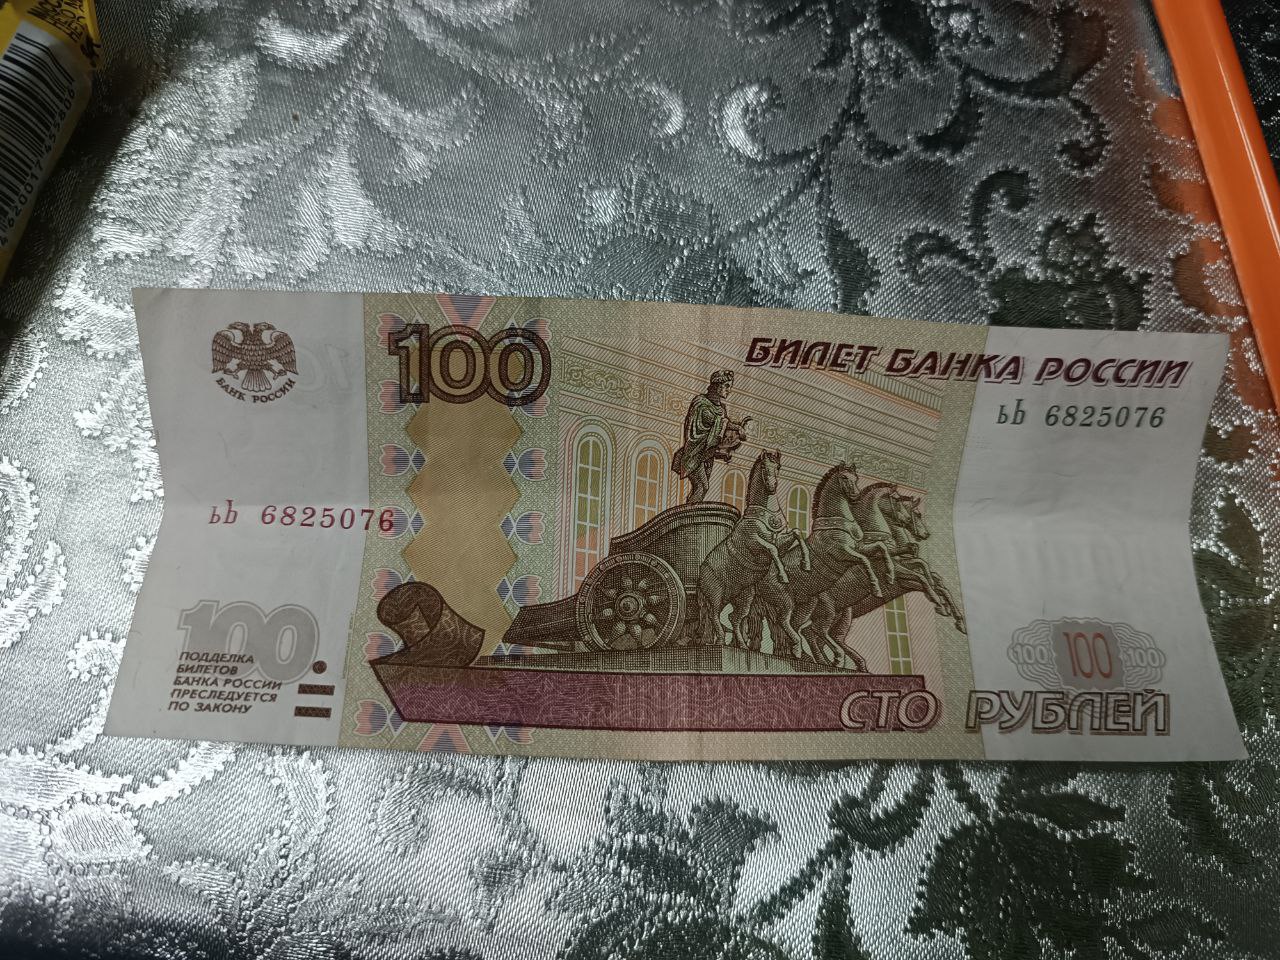 БАНК РОССИИ
100
БИЛЕТ БАНКА РОССИИ
ьЬ 6825076
ьЬ 6825076
100
ПОДДЕЛКА
БИЛЕТОВ
БАНКА РОССИИ
ПРЕСЛЕДУЕТСЯ
ПО ЗАКОНУ
100 100 100
СТО РУБЛЕЙ